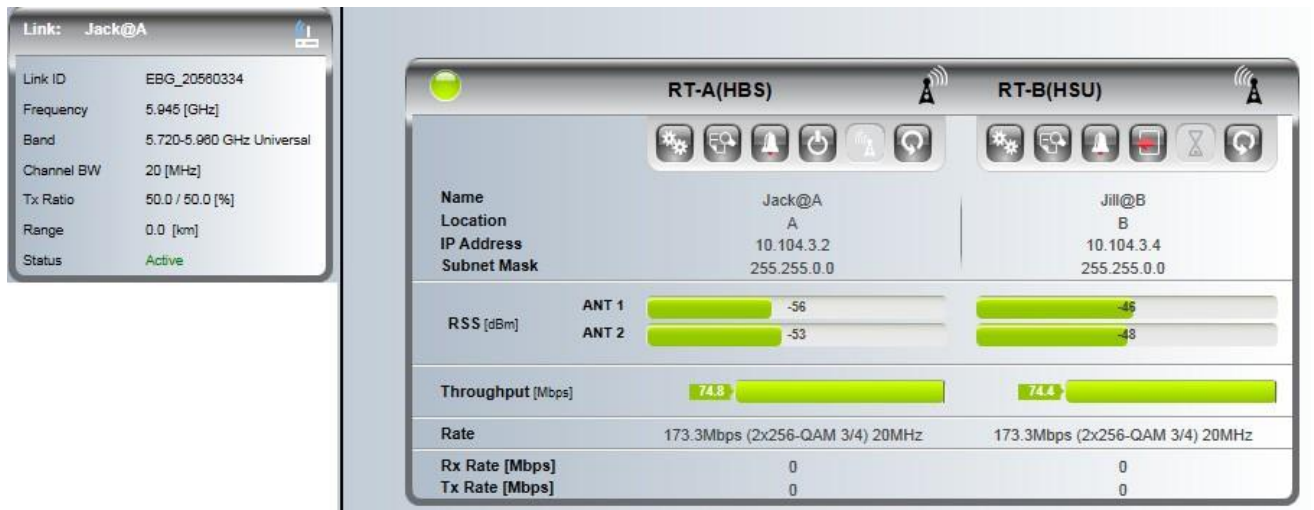 Link: Jack@A
Link ID EBG_20560334
Frequency 5.945 [GHz]
Band 5.720-5.960 GHz Universal
Channel BW 20 [MHz]
Tx Ratio 50.0 / 50.0 [%]
Range 0.0 [km]
Status Active
RT-A(HBS) RT-B(HSU)
Name Jack@A Jill@B
Location A B
IP Address 10.104.3.2 10.104.3.4
Subnet Mask 255.255.0.0 255.255.0.0
RSS [dBm]
ANT 1 -56 -46
ANT 2 -53 -48
Throughput [Mbps] 74.8 74.4
Rate 173.3Mbps (2x256-QAM 3/4) 20MHz 173.3Mbps (2x256-QAM 3/4) 20MHz
Rx Rate [Mbps] 0 0
Tx Rate [Mbps] 0 0